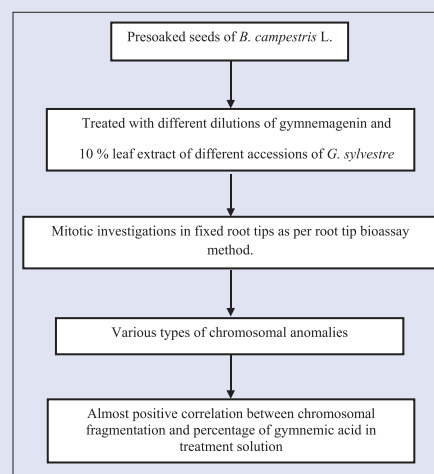 Presoaked seeds of B. campestris L.
Treated with different dilutions of gymnemagenin and
10 % leaf extract of different accessions of G. sylvestre
Mitotic investigations in fixed root tips as per root tip bioassay
method.
Various types of chromosomal anomalies
Almost positive correlation between chromosomal
fragmentation and percentage of gymnemic acid in
treatment solution